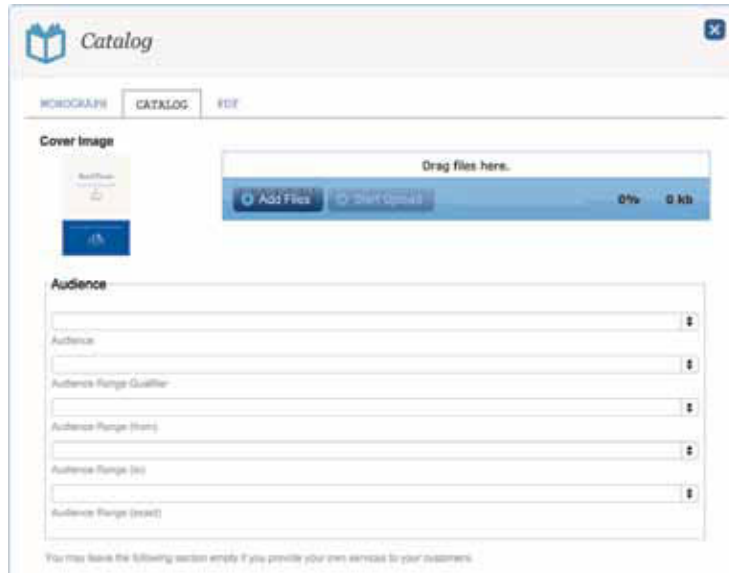 Catalog
MONOGRAPH CATALOG PDF
Cover Image
Drag files here.
Add Files Start Upload 0% 0 kb
Audience
Audience
Audience Range Qualifier
Audience Range (from)
Audience Range (to)
Audience Range (exact)
You may leave the following section empty if you provide your own services to your customers.